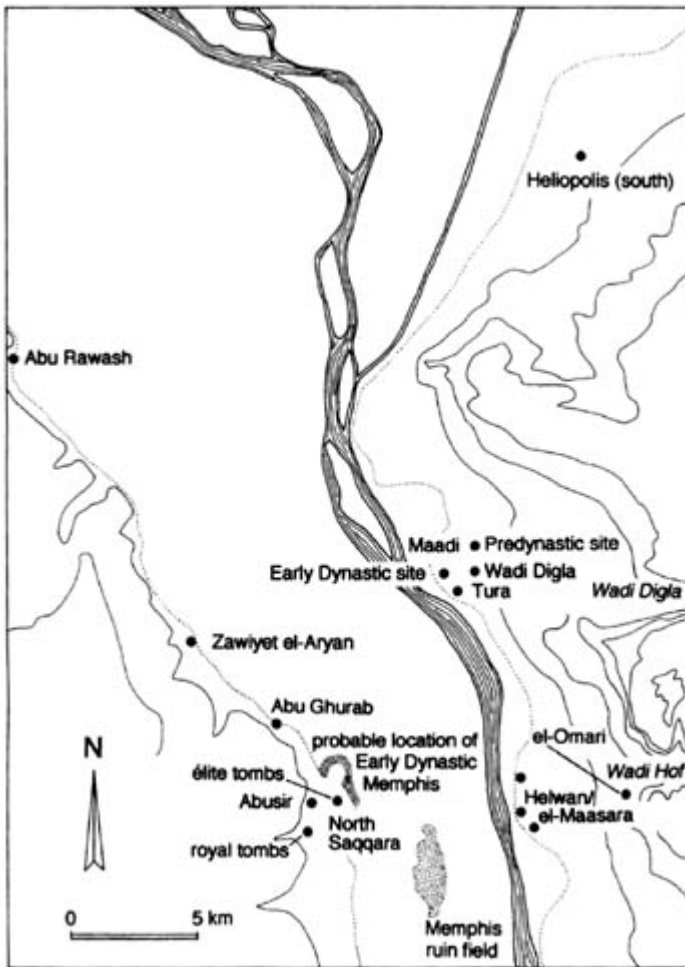 Heliopolis (south)
Abu Rawash
Maadi
Predynastic site
Early Dynastic site
Wadi Digla
Wadi Digla
Tura
Zawiyet el-Aryan
Abu Ghurab
probable location of
Early Dynastic
Memphis
el-Omari
Wadi Hof
N
élite tombs
Abusir
North
Saqqara
royal tombs
Helwan/
el-Maasara
0 5 km
Memphis
ruin field